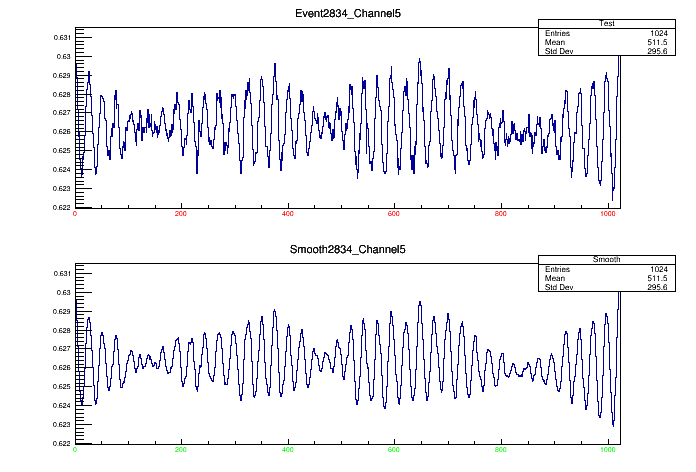 Event2834_Channel5
Test
Entries 1024
Mean 511.5
Std Dev 295.6
0.631
0.63
0.629
0.628
0.627
0.626
0.625
0.624
0.623
0.622
0 200 400 600 800 1000
Smooth2834_Channel5
Smooth
Entries 1024
Mean 511.5
Std Dev 295.6
0.631
0.63
0.629
0.628
0.627
0.626
0.625
0.624
0.623
0.622
0 200 400 600 800 1000